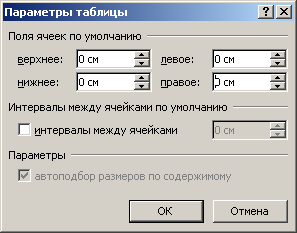 Параметры таблицы
Поля ячеек по умолчанию
верхнее: 0 см левое: 0 см
нижнее: 0 см правое: 0 см
Интервалы между ячейками по умолчанию
интервалы между ячейками 0 см
Параметры
автоподбор размеров по содержимому
ОК Отмена